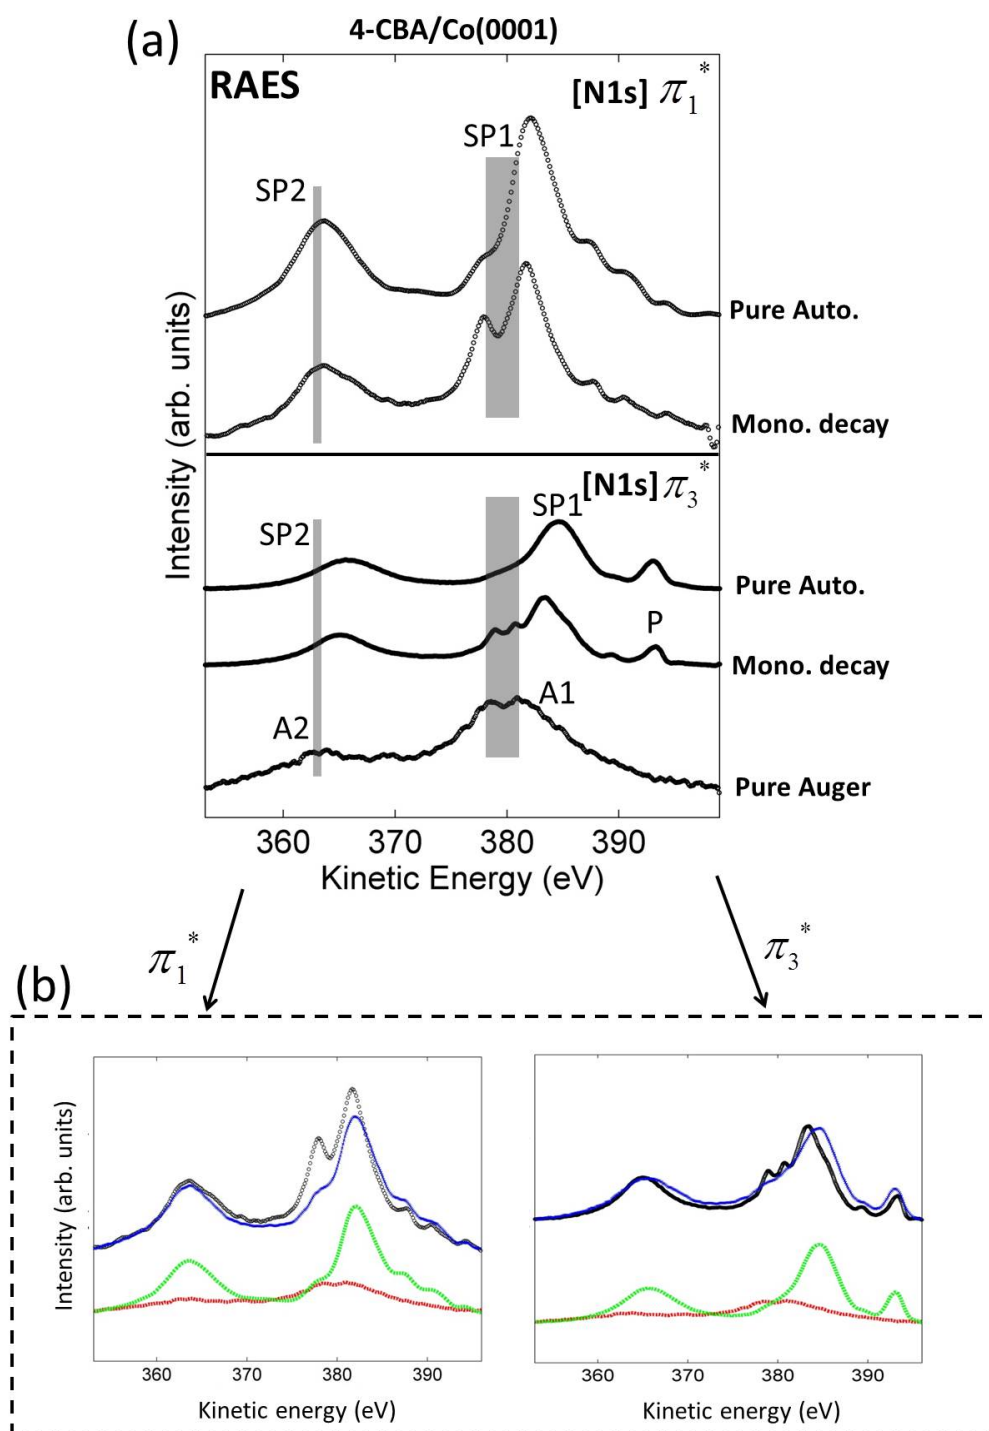 (a)
4-CBA/Co(0001)
RAES
[N1s] π1*
SP1
SP2
Pure Auto.
Mono. decay
[N1s] π3*
SP1
SP2
Pure Auto.
P
Mono. decay
A1
A2
Pure Auger
Intensity (arb. units)
360 370 380 390
Kinetic Energy (eV)
π1*
π3*
(b)
Intensity (arb. units)
360 370 380 390
Kinetic energy (eV)
360 370 380 390
Kinetic energy (eV)